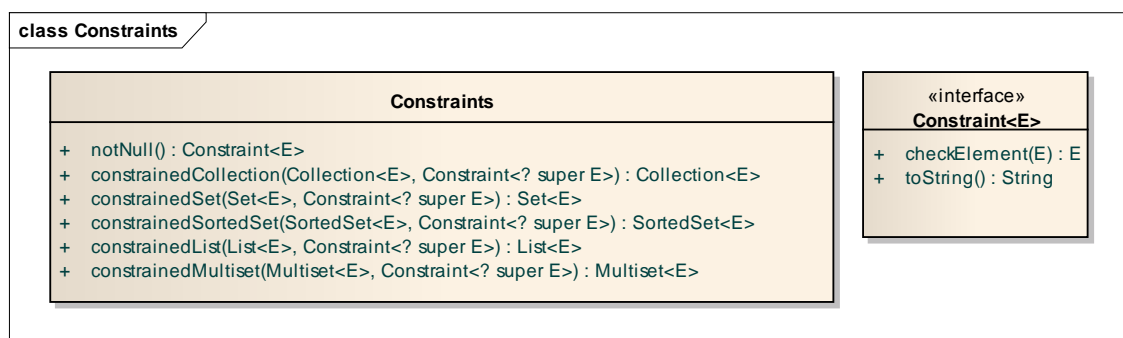 class Constraints
Constraints
+ notNull() : Constraint<E>
+ constrainedCollection(Collection<E>, Constraint<? super E>) : Collection<E>
+ constrainedSet(Set<E>, Constraint<? super E>) : Set<E>
+ constrainedSortedSet(SortedSet<E>, Constraint<? super E>) : SortedSet<E>
+ constrainedList(List<E>, Constraint<? super E>) : List<E>
+ constrainedMultiset(Multiset<E>, Constraint<? super E>) : Multiset<E>
«interface»
Constraint<E>
+ checkElement(E) : E
+ toString() : String